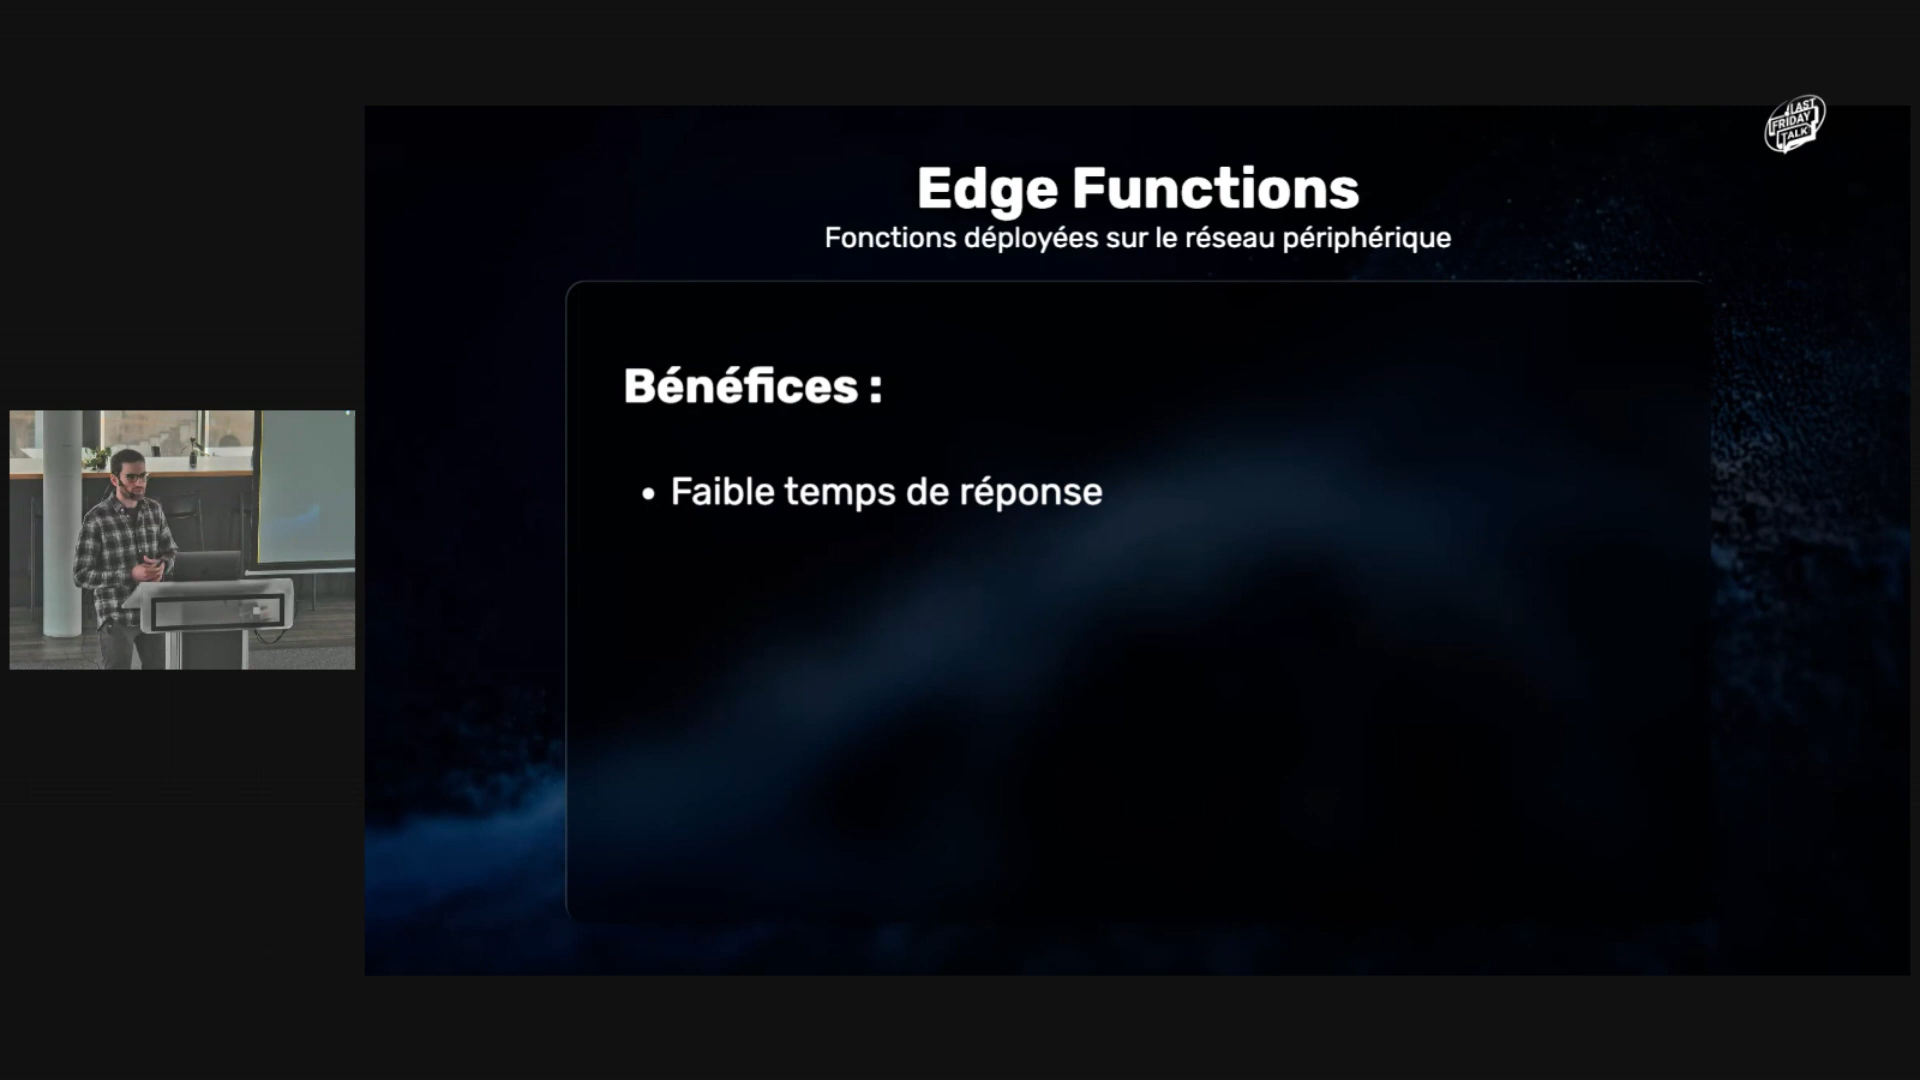 LAST
FRIDAY
TALK
Edge Functions
Fonctions déployées sur le réseau périphérique
Bénéfices :
• Faible temps de réponse